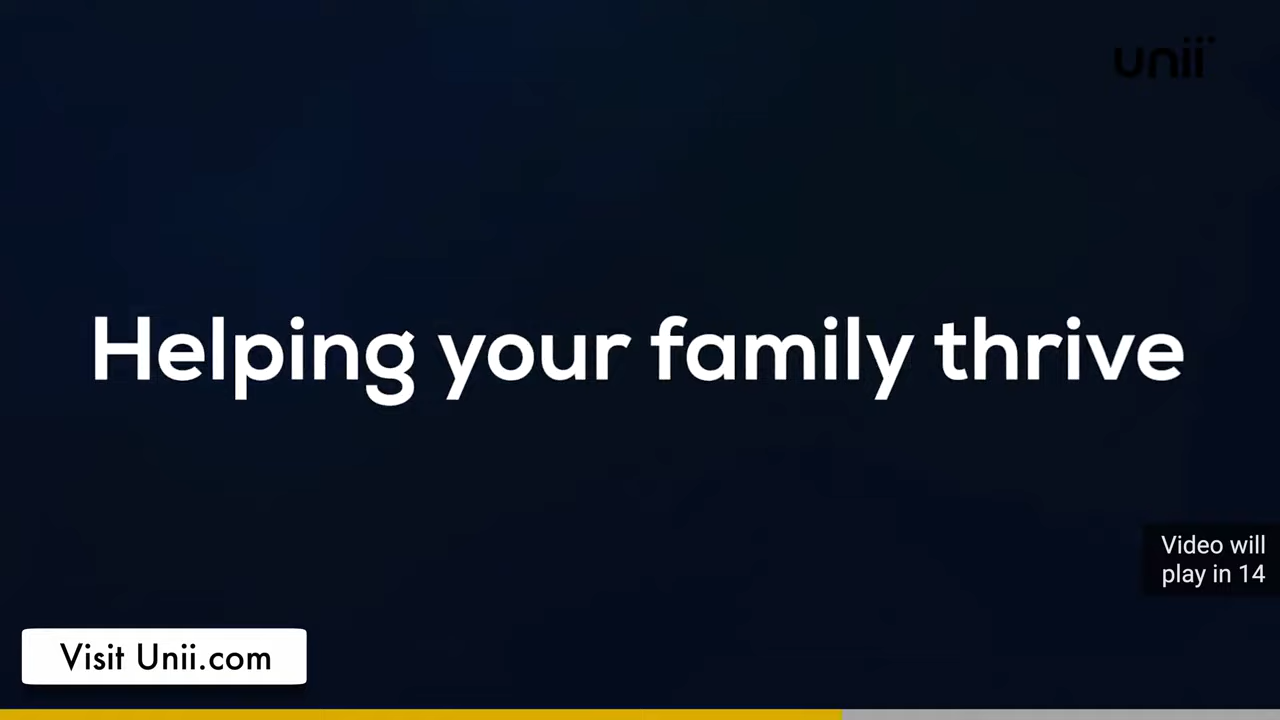 unii
Helping your family thrive
Video will
play in 14
Visit Unii.com